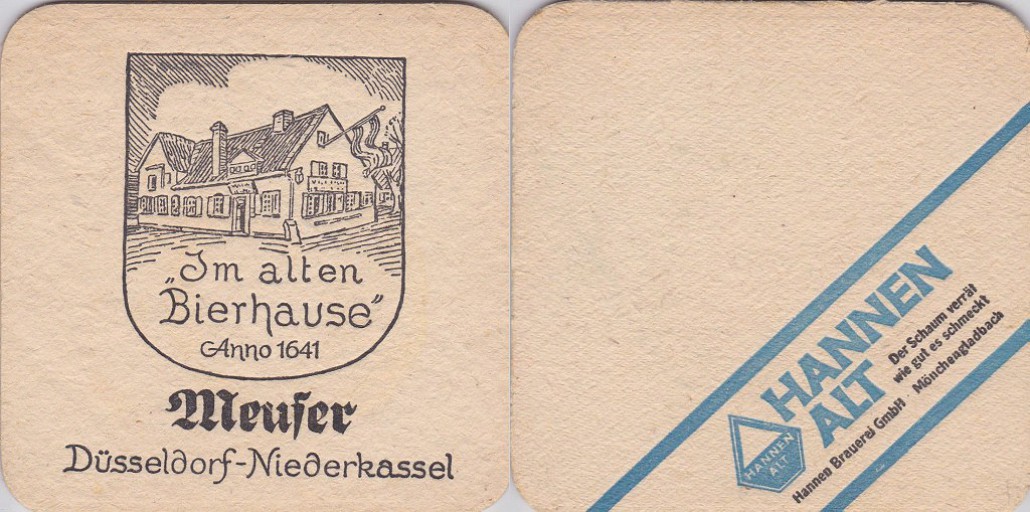 „Im alten
Bierhause"
Anno 1641
Meuser
Düsseldorf-Niederkassel
HANNEN
ALT
Der Schaum verrät
wie gut es schmeckt
Hannen Brauerei GmbH · Mönchengladbach
HANNEN
ALT